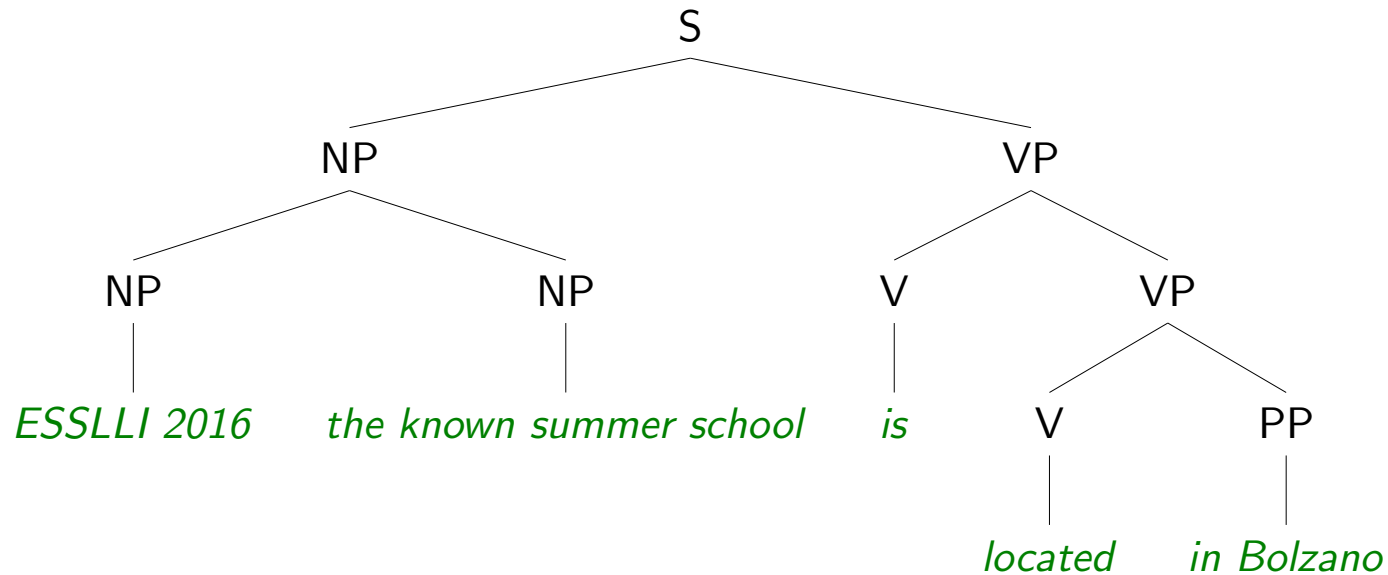 S
NP VP
NP NP V VP
ESSLLI 2016 the known summer school is V PP
located in Bolzano